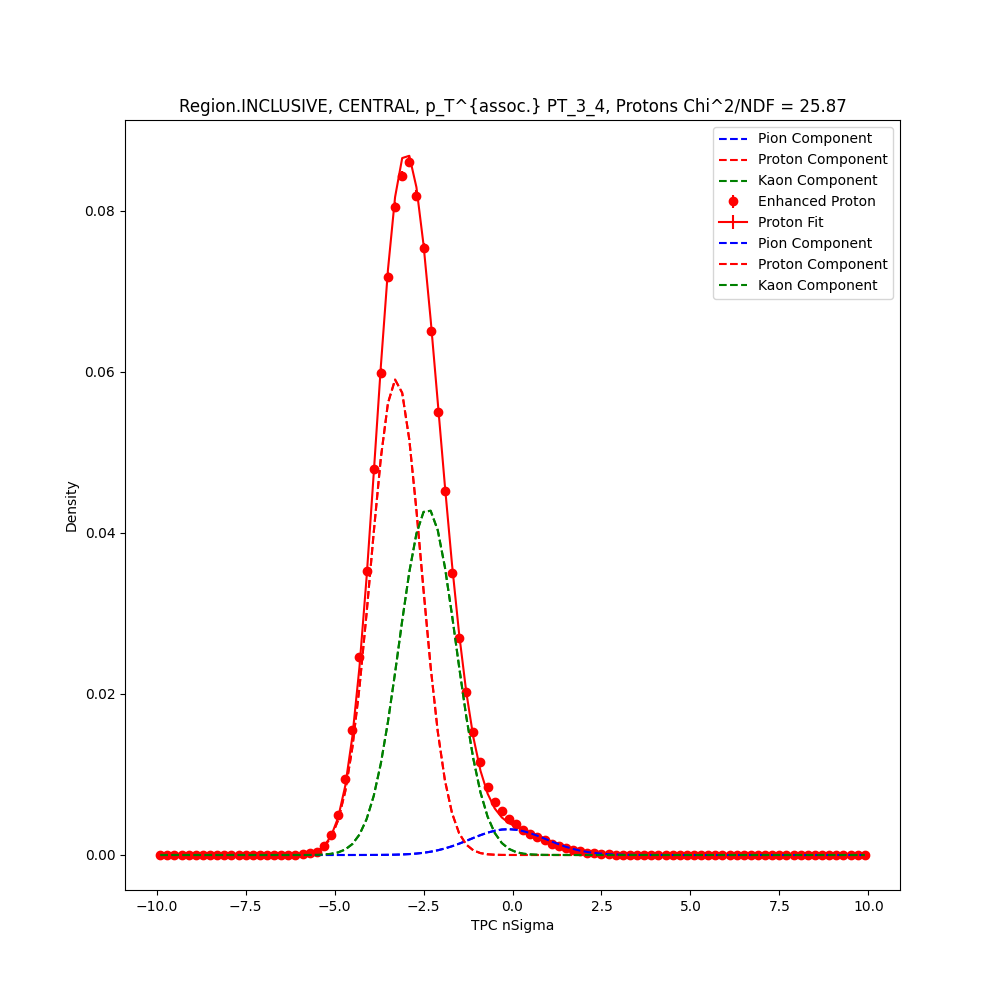 Region.INCLUSIVE, CENTRAL, p_T^{assoc.} PT_3_4, Protons Chi^2/NDF = 25.87
Pion Component
Proton Component
Kaon Component
Enhanced Proton
Proton Fit
Pion Component
Proton Component
Kaon Component
0.08
0.06
0.04
0.02
0.00
Density
−10.0
−7.5
−5.0
−2.5
0.0
2.5
5.0
7.5
10.0
TPC nSigma